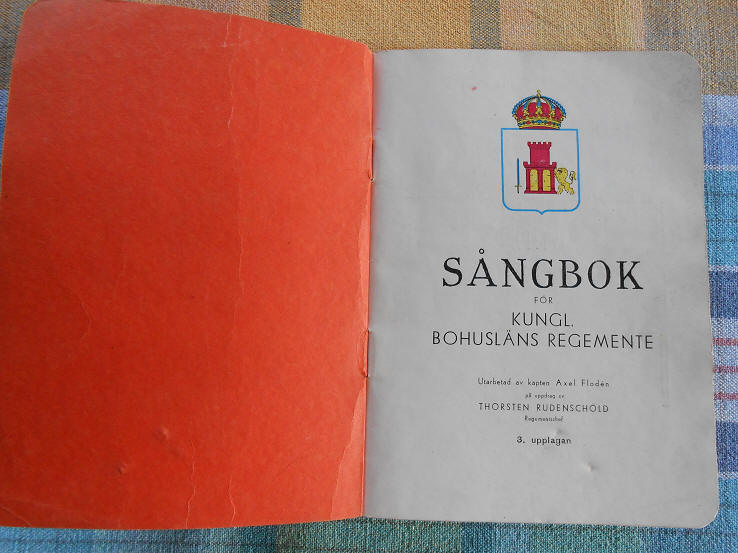 SÅNGBOK
FÖR
KUNGL.
BOHUSLÄNS REGEMENTE
Utarbetad av kapten Axel Flodén
på uppdrag av
THORSTEN RUDENSCHÖLD
Regementschef
3. upplagan